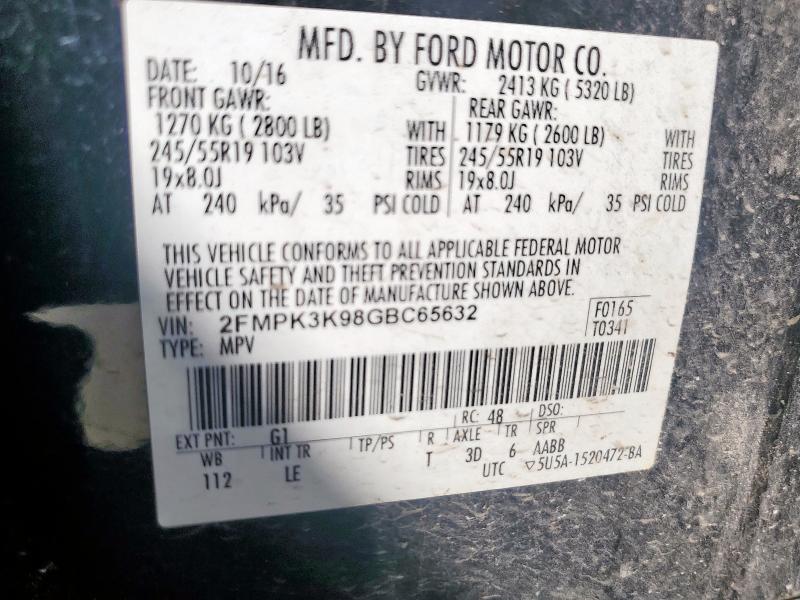 MFD. BY FORD MOTOR CO.
DATE: 10/16 GVWR: 2413 KG ( 5320 LB)
FRONT GAWR: REAR GAWR:
1270 KG ( 2800 LB) WITH 1179 KG ( 2600 LB) WITH
245/55R19 103V TIRES 245/55R19 103V TIRES
19x8.0J RIMS 19x8.0J RIMS
AT 240 kPa/ 35 PSI COLD AT 240 kPa/ 35 PSI COLD
THIS VEHICLE CONFORMS TO ALL APPLICABLE FEDERAL MOTOR
VEHICLE SAFETY AND THEFT PREVENTION STANDARDS IN
EFFECT ON THE DATE OF MANUFACTURE SHOWN ABOVE.
VIN: 2FMPK3K98GBC65632 F0165
TYPE: MPV T0341
RC: 48 DSO:
EXT PNT: G1 TP/PS R AXLE TR SPR
WB INT TR T 3D 6 AABB
112 LE UTC ▽5U5A-1520472-BA